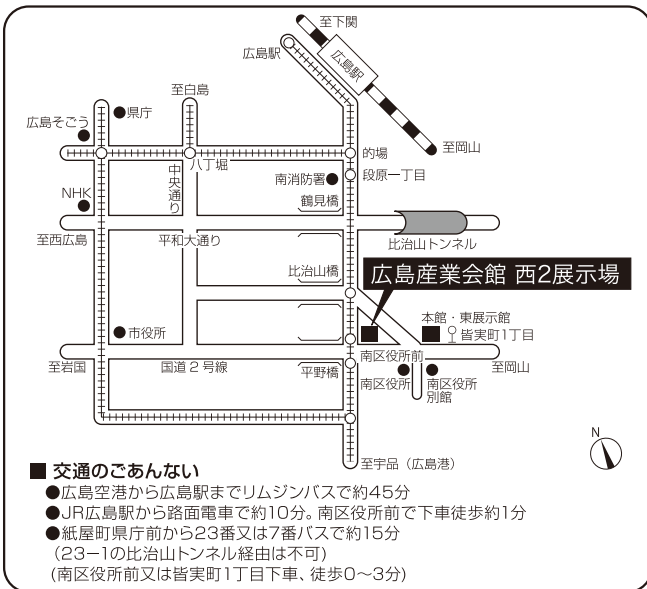 至下関
広島駅
広島駅
至白島
県庁
広島そごう
至岡山
八丁堀
的場
中央通り
南消防署
段原一丁目
NHK
鶴見橋
至西広島
平和大通り
比治山トンネル
比治山橋
広島産業会館 西2展示場
本館・東展示館
皆実町1丁目
市役所
南区役所前
至岩国
国道2号線
平野橋
至岡山
南区役所
南区役所
別館
至宇品（広島港）
N
■ 交通のごあんない
●広島空港から広島駅までリムジンバスで約45分
●JR広島駅から路面電車で約10分。南区役所前で下車徒歩約1分
●紙屋町県庁前から23番又は7番バスで約15分
（23−1の比治山トンネル経由は不可)
(南区役所前又は皆実町1丁目下車、徒歩0〜3分)